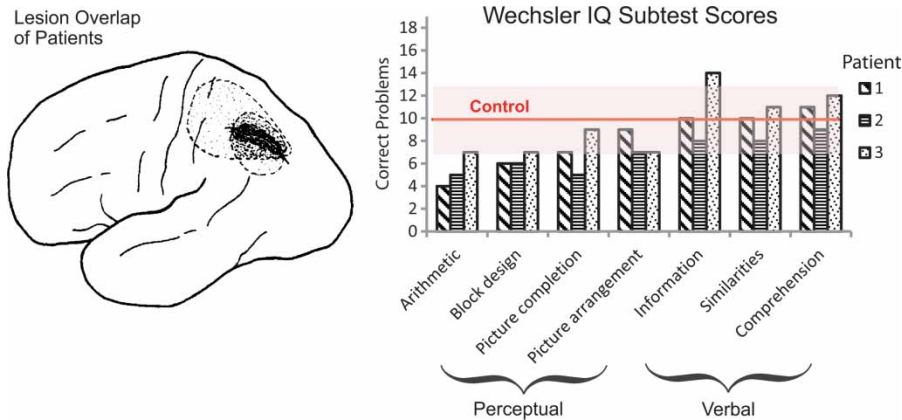 Lesion Overlap
of Patients
Wechsler IQ Subtest Scores
Correct Problems
18
16
14
12
10
8
6
4
2
0
Control
Patient
1
2
3
Arithmetic
Block design
Picture completion
Picture arrangement
Information
Similarities
Comprehension
Perceptual
Verbal